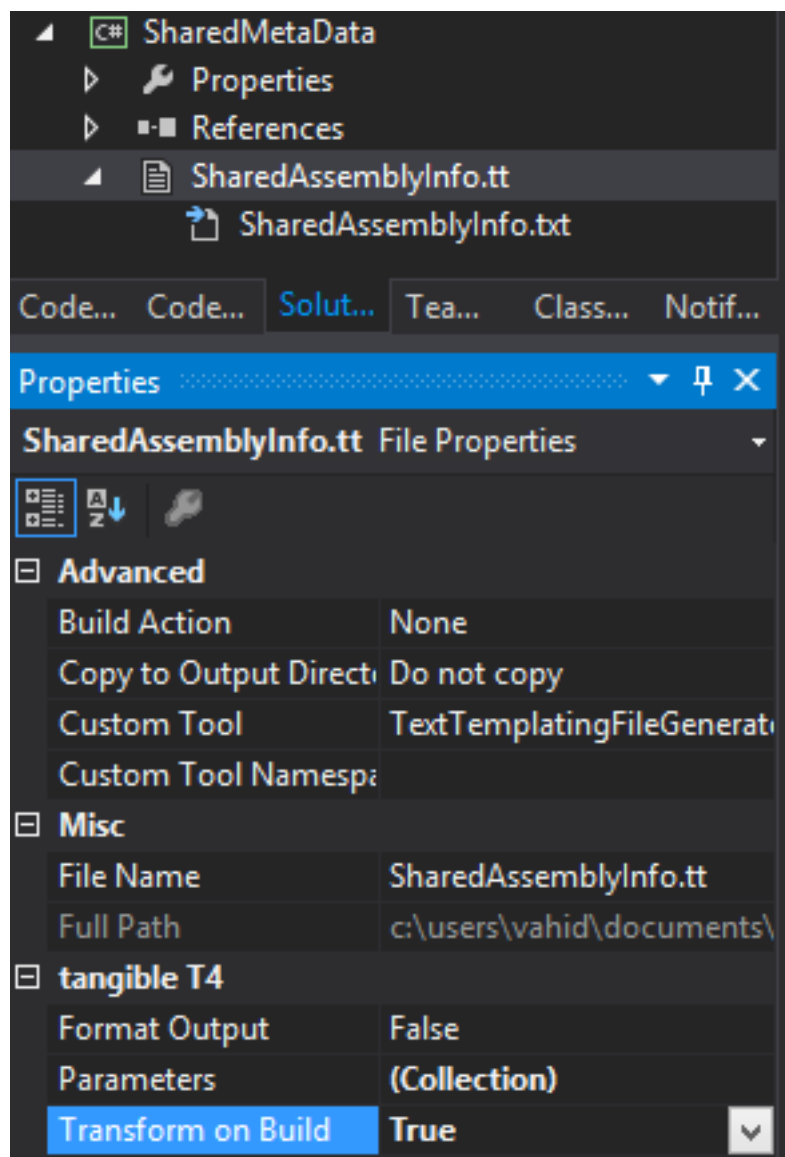 C# SharedMetaData
Properties
References
SharedAssemblyInfo.tt
SharedAssemblyInfo.txt
Code... Code... Solut... Tea... Class... Notif...
Properties
SharedAssemblyInfo.tt File Properties
Advanced
Build Action None
Copy to Output Direct Do not copy
Custom Tool TextTemplatingFileGenerat
Custom Tool Namespa
Misc
File Name SharedAssemblyInfo.tt
Full Path c:\users\vahid\documents\
tangible T4
Format Output False
Parameters (Collection)
Transform on Build True